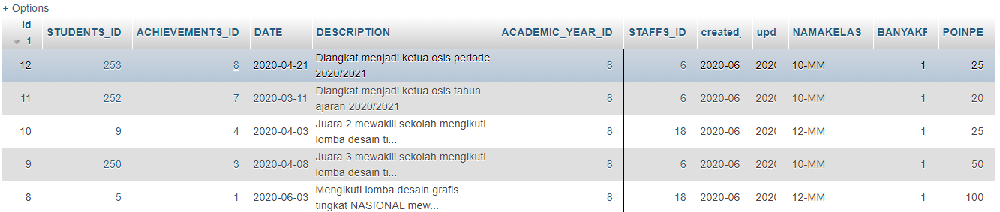 + Options
id 1 STUDENTS_ID ACHIEVEMENTS_ID DATE DESCRIPTION ACADEMIC_YEAR_ID STAFFS_ID created_ upd NAMAKELAS BANYAKP POINPE
12 253 8 2020-04-21 Diangkat menjadi ketua osis periode 2020/2021 8 6 2020-06 2020 10-MM 1 25
11 252 7 2020-03-11 Diangkat menjadi ketua osis tahun ajaran 2020/2021 8 6 2020-06 2020 10-MM 1 20
10 9 4 2020-04-03 Juara 2 mewakili sekolah mengikuti lomba desain ti... 8 18 2020-06 2020 12-MM 1 25
9 250 3 2020-04-08 Juara 3 mewakili sekolah mengikuti lomba desain ti... 8 6 2020-06 2020 10-MM 1 50
8 5 1 2020-06-03 Mengikuti lomba desain grafis tingkat NASIONAL mew... 8 18 2020-06 2020 12-MM 1 100